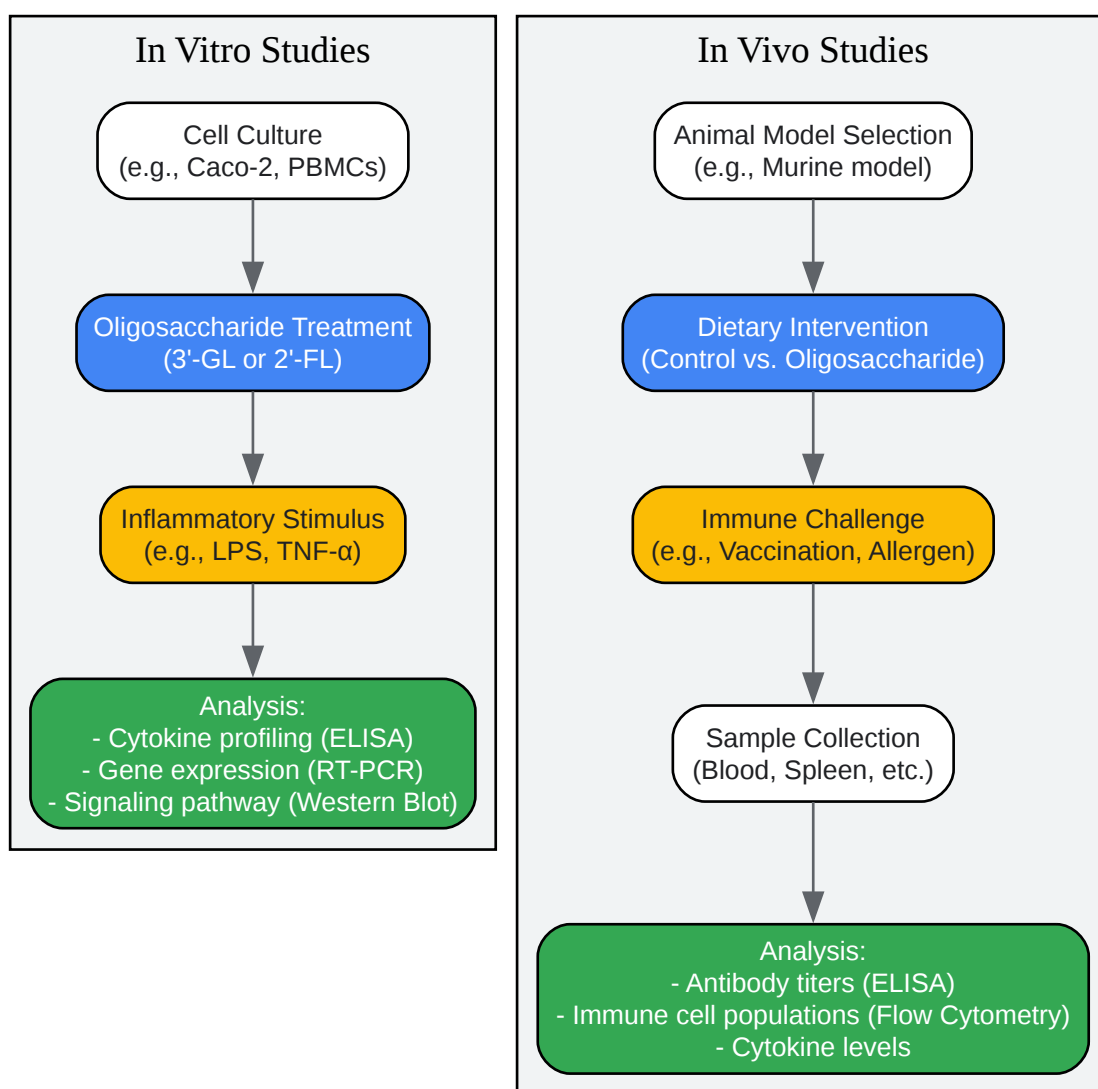 In Vitro Studies
Cell Culture
(e.g., Caco-2, PBMCs)
Oligosaccharide Treatment
(3'-GL or 2'-FL)
Inflammatory Stimulus
(e.g., LPS, TNF-α)
Analysis:
- Cytokine profiling (ELISA)
- Gene expression (RT-PCR)
- Signaling pathway (Western Blot)
In Vivo Studies
Animal Model Selection
(e.g., Murine model)
Dietary Intervention
(Control vs. Oligosaccharide)
Immune Challenge
(e.g., Vaccination, Allergen)
Sample Collection
(Blood, Spleen, etc.)
Analysis:
- Antibody titers (ELISA)
- Immune cell populations (Flow Cytometry)
- Cytokine levels